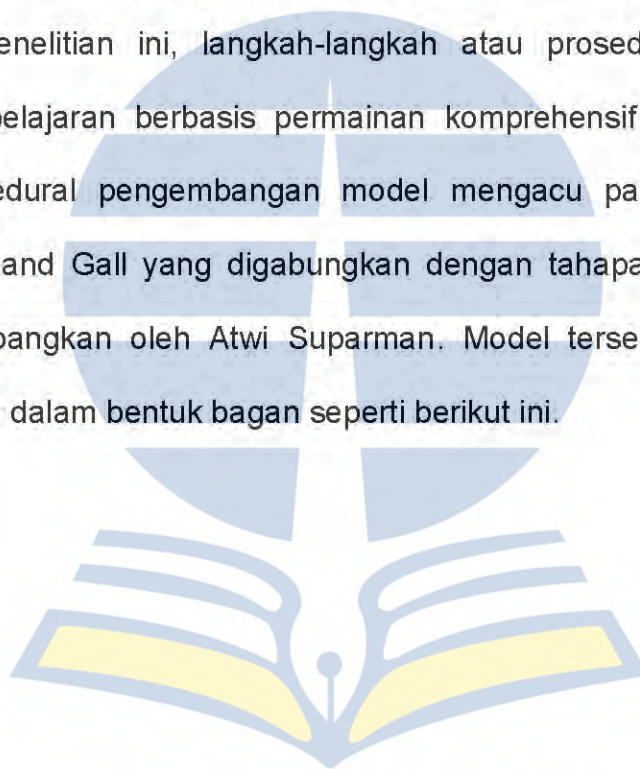 enelitian ini, langkah-langkah atau prosed
pelajaran berbasis permainan komprehensif
edural pengembangan model mengacu pa
and Gall yang digabungkan dengan tahapa
bangkan oleh Atwi Suparman. Model terse
dalam bentuk bagan seperti berikut ini.